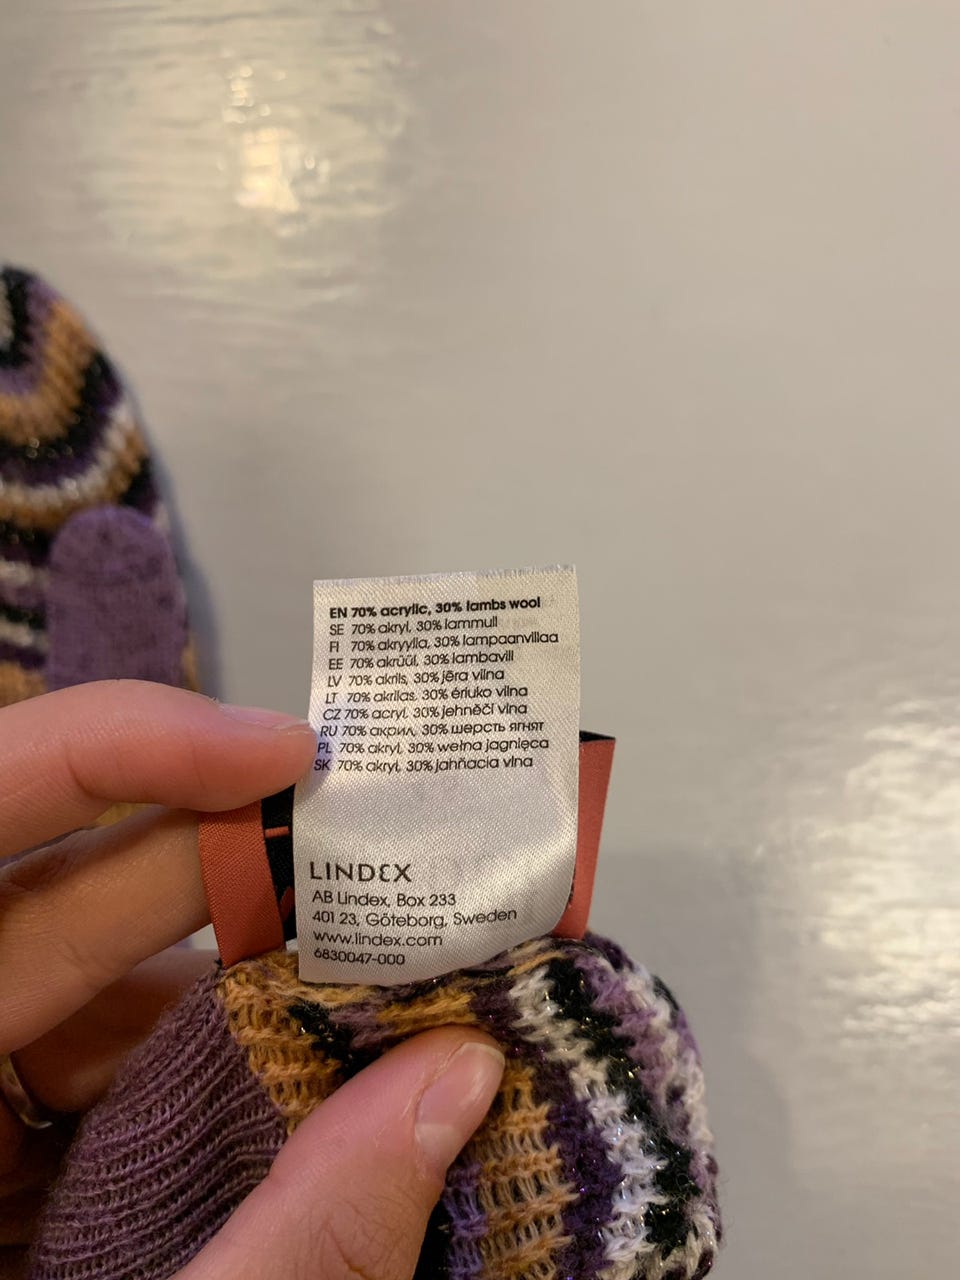 EN 70% acrylic, 30% lambs wool
SE 70% akryl, 30% lammull
FI 70% akryylia, 30% lampaanvillaa
EE 70% akrüül, 30% lambavill
LV 70% akrils, 30% jēra vilna
LT 70% akrilas, 30% ėriuko vilna
CZ 70% acryl, 30% jehněčí vlna
RU 70% акрил, 30% шерсть ягнят
PL 70% akryl, 30% wełna jagnięca
SK 70% akryl, 30% jahňacia vlna
LINDEX
AB Lindex, Box 233
401 23, Göteborg, Sweden
www.lindex.com
6830047-000